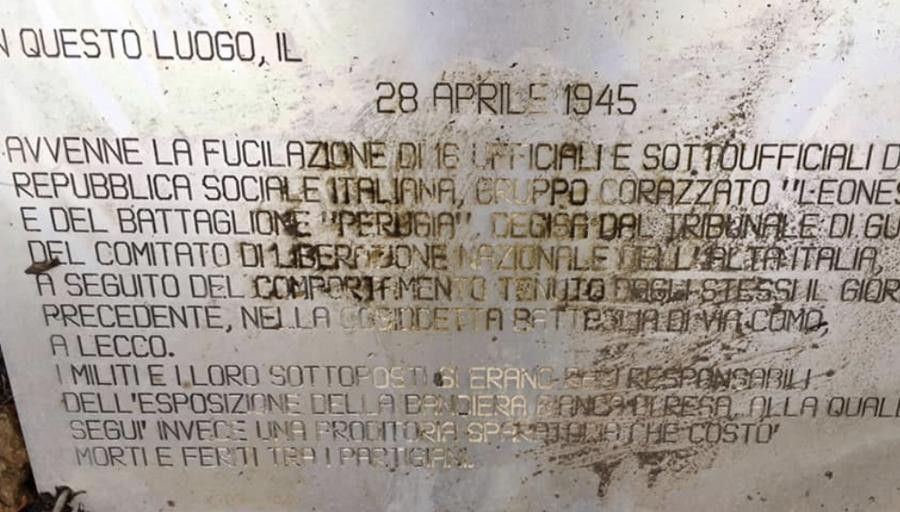 N QUESTO LUOGO, IL
28 APRILE 1945
AVVENNE LA FUCILAZIONE DI 16 UFFICIALI E SOTTOUFFICIALI D
REPUBBLICA SOCIALE ITALIANA, GRUPPO CORAZZATO "LEONES
E DEL BATTAGLIONE "PERUGIA", DECISA DAL TRIBUNALE DI GU
DEL COMITATO DI LIBERAZIONE NAZIONALE DELL'ALTA ITALIA,
A SEGUITO DEL COMPORTAMENTO TENUTO DAGLI STESSI IL GIOR
PRECEDENTE, NELLA COSIDDETTA BATTAGLIA DI VIA COMO,
A LECCO.
I MILITI E I LORO SOTTOPOSTI SI ERANO RESI RESPONSABILI
DELL'ESPOSIZIONE DELLA BANDIERA BIANCA DI RESA, ALLA QUALE
SEGUI' INVECE UNA PRODITORIA SPARATORIA CHE COSTO'
MORTI E FERITI TRA I PARTIGIANI.